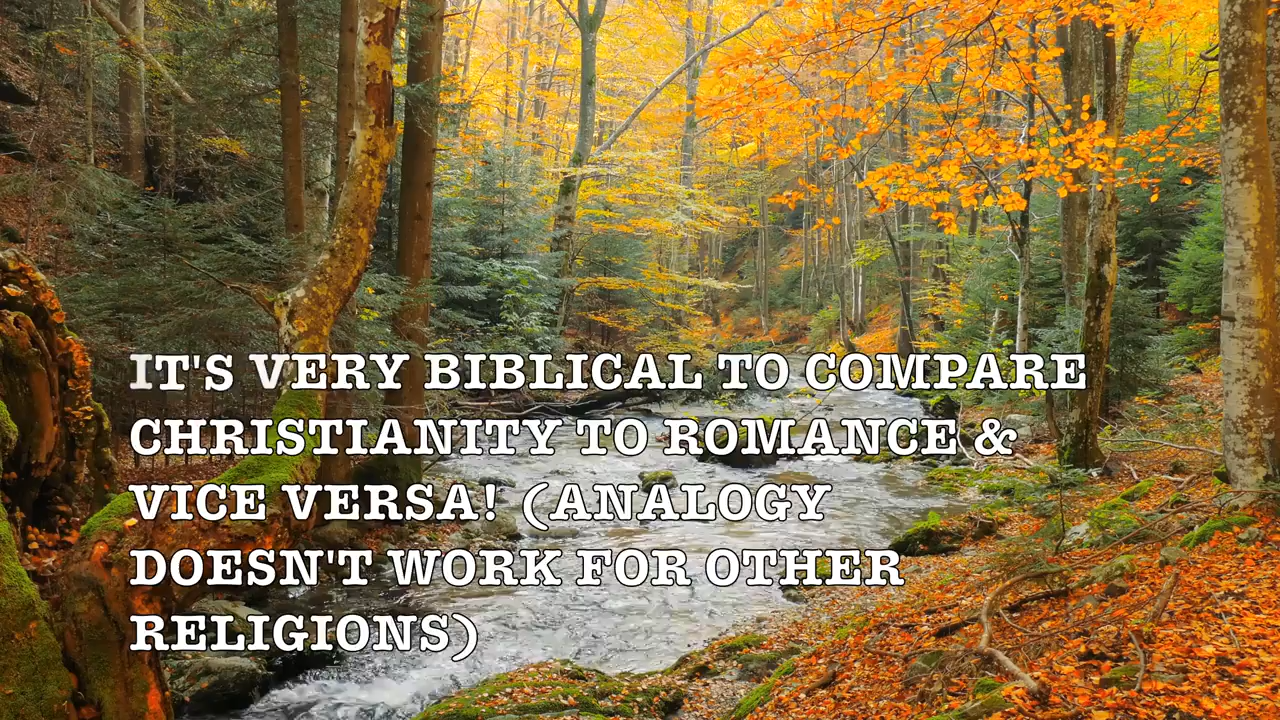 IT'S VERY BIBLICAL TO COMPARE
CHRISTIANITY TO ROMANCE &
VICE VERSA! (ANALOGY
DOESN'T WORK FOR OTHER
RELIGIONS)